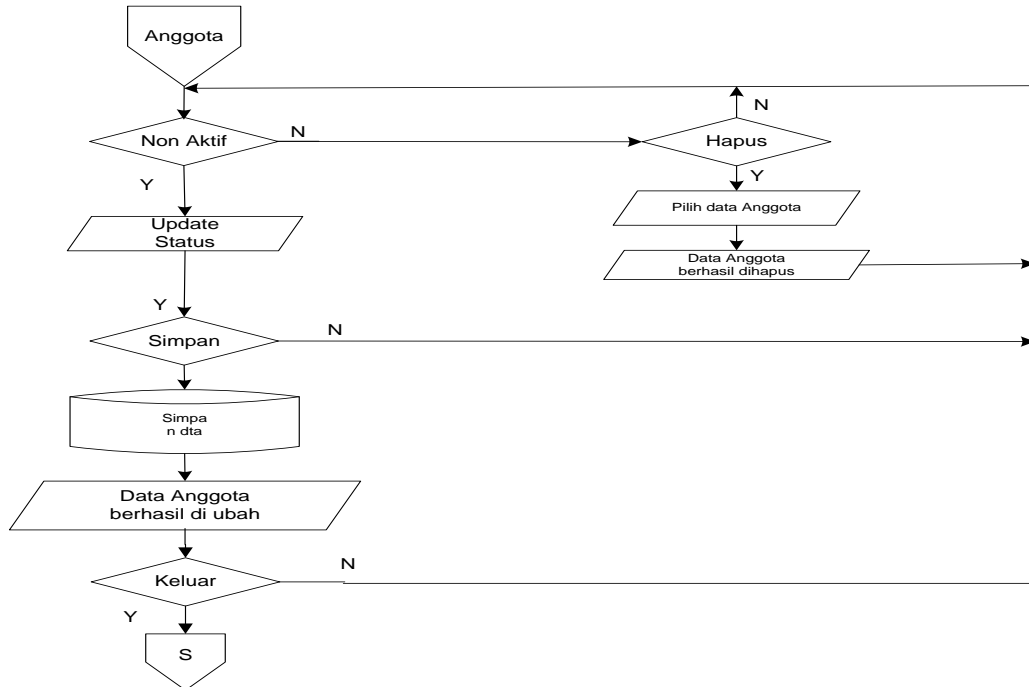 Anggota
N
Non Aktif
N
Hapus
Y
Y
Pilih data Anggota
Update
Status
Data Anggota
berhasil dihapus
Y
N
Simpan
Simpa
n dta
Data Anggota
berhasil di ubah
N
Keluar
Y
S